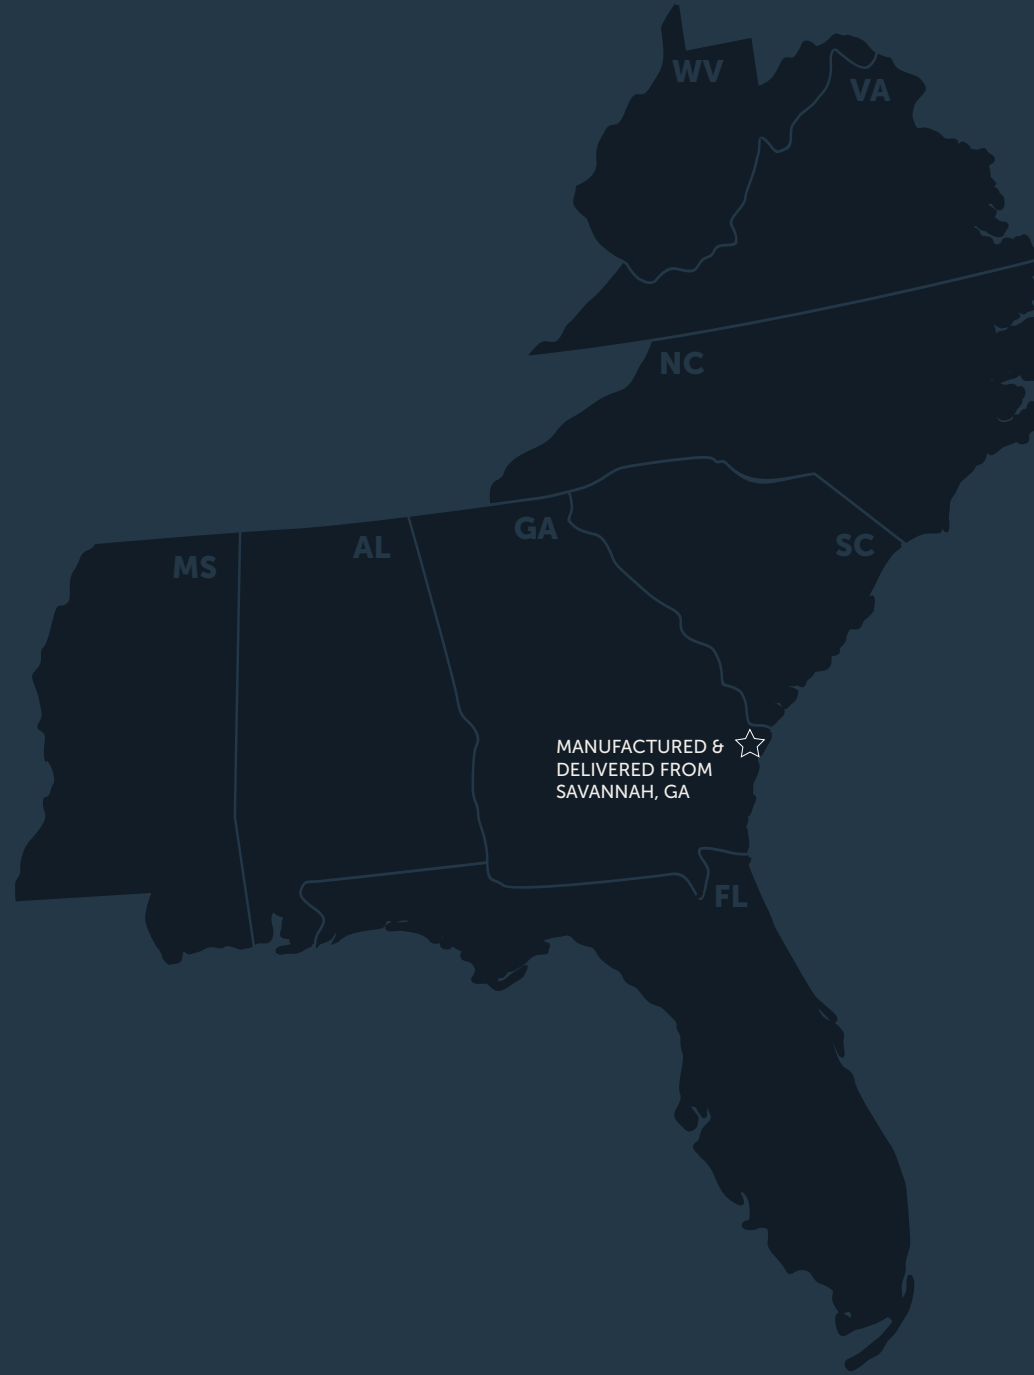 WV
VA
NC
GA
SC
AL
MS
MANUFACTURED &
DELIVERED FROM
SAVANNAH, GA
FL